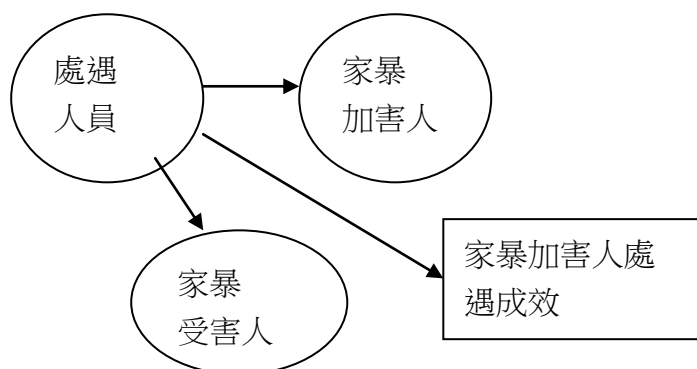 處遇
人員
家暴
加害人
家暴
受害人
家暴加害人處
遇成效